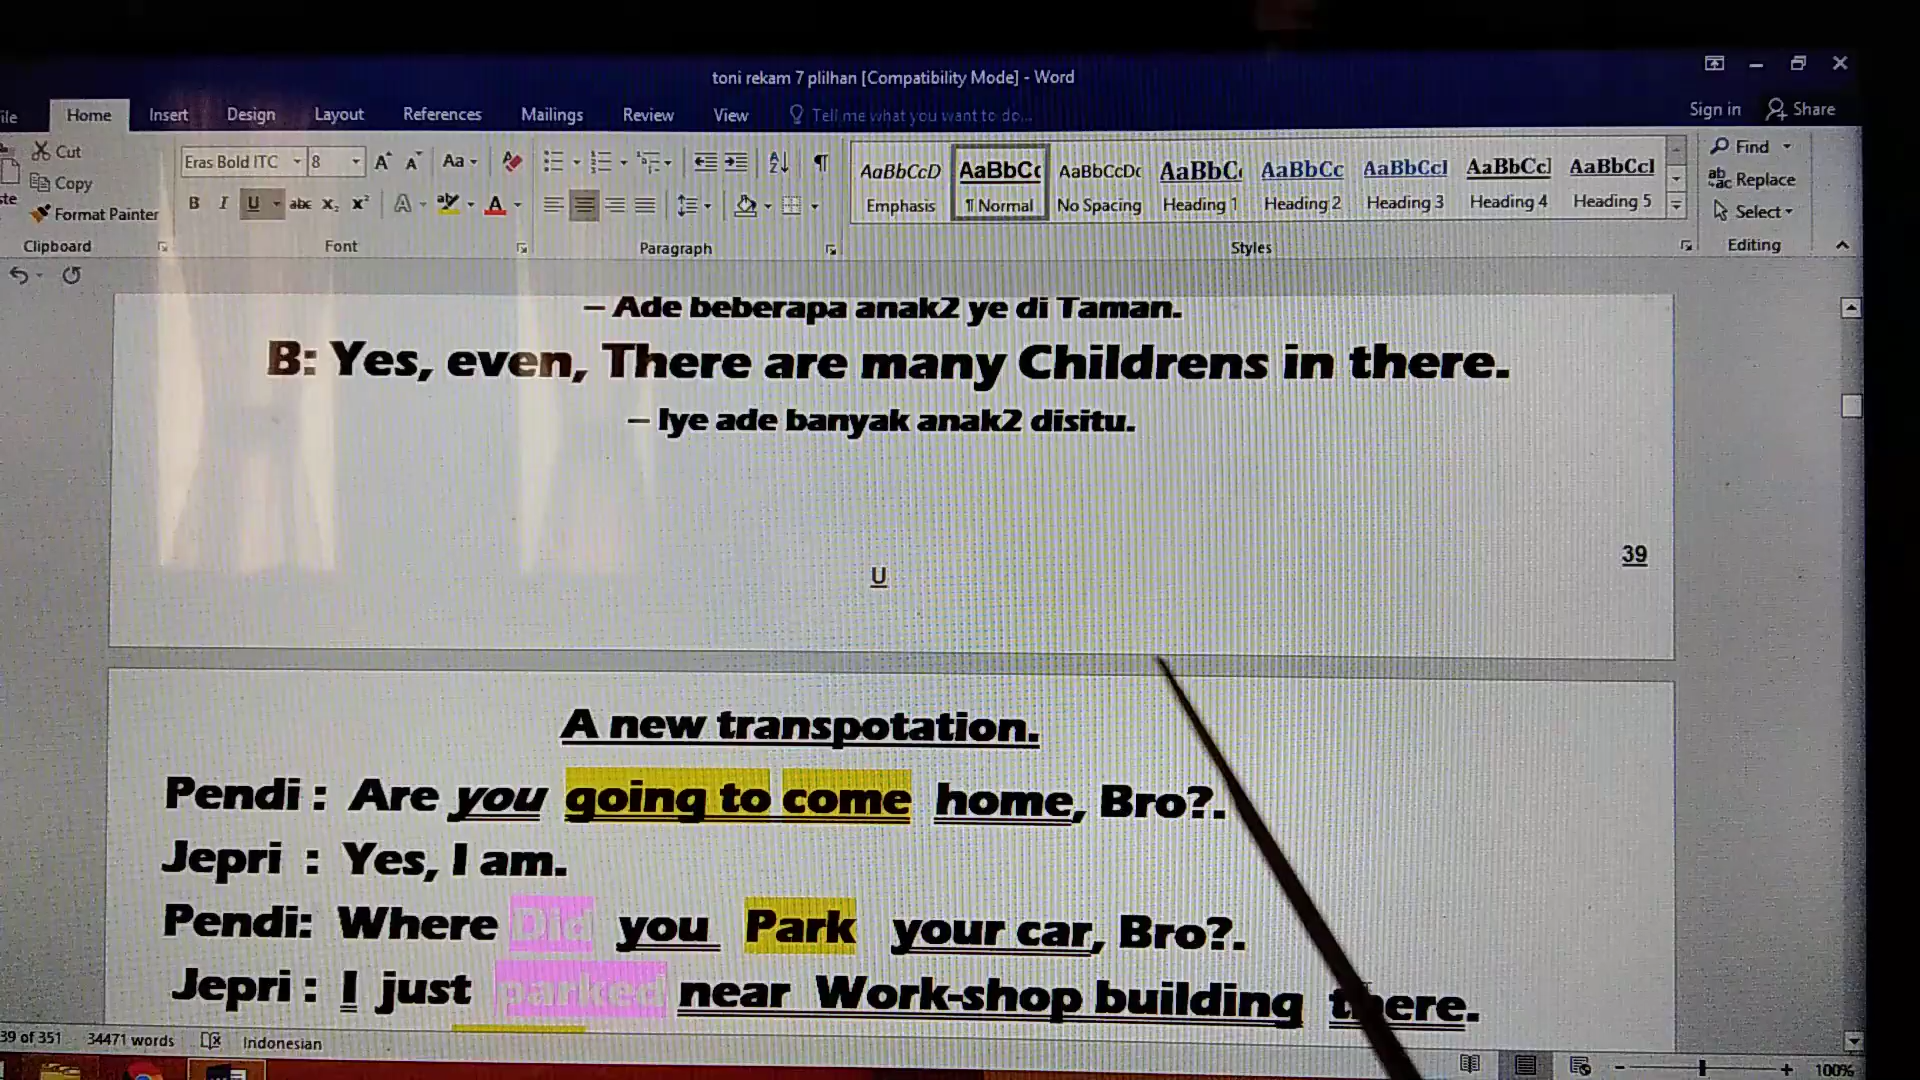 toni rekam 7 plilhan [Compatibility Mode] - Word
Home Insert Design Layout References Mailings Review View Tell me what you want to do... Sign in Share
Cut
Copy
Format Painter
Clipboard
Eras Bold ITC 8
Font
Paragraph
AaBbCcD AaBbCc AaBbCcDc AaBbC AaBbCc AaBbCcI AaBbCc] AaBbCcI
Emphasis ¶ Normal No Spacing Heading 1 Heading 2 Heading 3 Heading 4 Heading 5
Styles
Find
Replace
Select
Editing
– Ade beberapa anak2 ye di Taman.
B: Yes, even, There are many Childrens in there.
– Iye ade banyak anak2 disitu.
39
U
A new transpotation.
Pendi : Are you going to come home, Bro?.
Jepri : Yes, I am.
Pendi: Where Did you Park your car, Bro?.
Jepri : I just parked near Work-shop building there.
39 of 351 34471 words Indonesian 100%